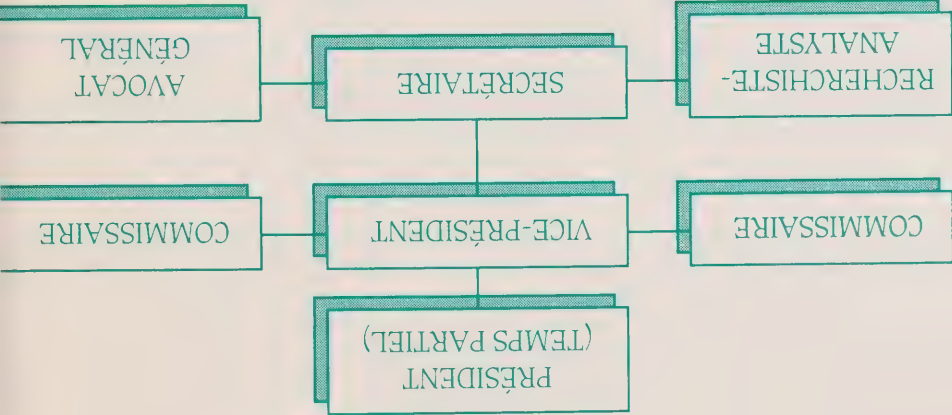 PRÉSIDENT
(TEMPS PARTIEL)
COMMISSAIRE
VICE-PRÉSIDENT
COMMISSAIRE
RECHERCHISTE-
ANALYSTE
SECRÉTAIRE
AVOCAT
GÉNÉRAL